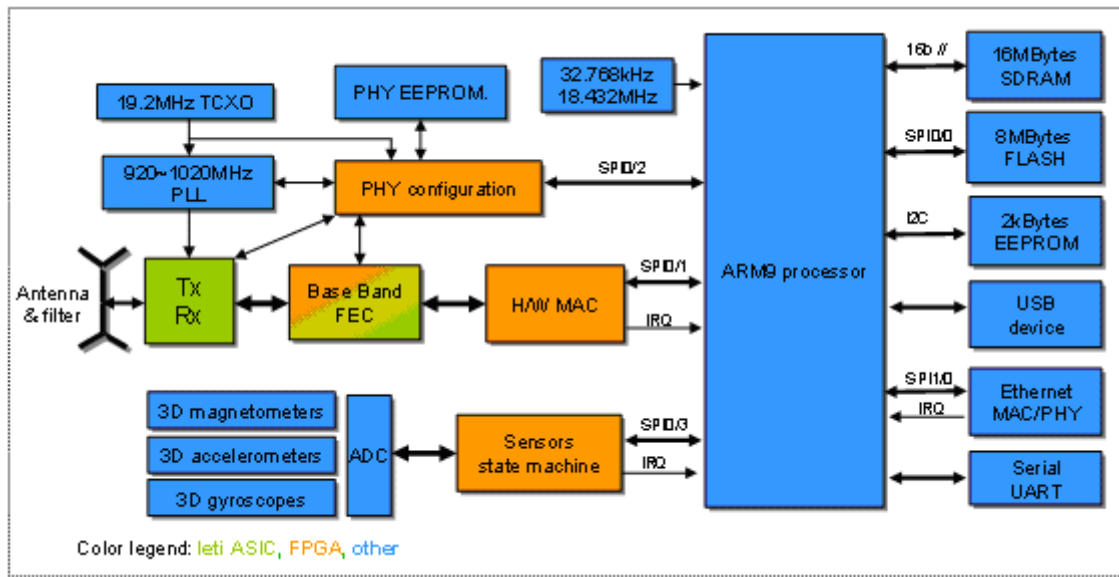 16b //
32.768kHz
18.432MHz
16MBytes
SDRAM
19.2MHz TCXO
PHY EEPROM.
SPI0/0
8MBytes
FLASH
920~1020MHz
PLL
PHY configuration
SPI0/2
I2C
2kBytes
EEPROM
ARM9 processor
Antenna
& filter
Tx
Rx
Base Band
FEC
H/W MAC
SPI0/1
IRQ
USB
device
SPI1/0
IRQ
Ethernet
MAC/PHY
3D magnetometers
3D accelerometers
3D gyroscopes
ADC
Sensors
state machine
SPI0/3
IRQ
Serial
UART
Color legend: leti ASIC, FPGA, other